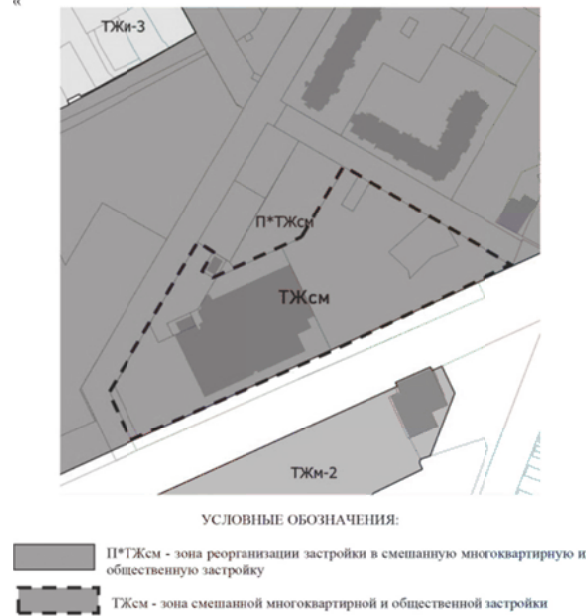 «
ТЖи-3
П*ТЖсм
ТЖсм
ТЖм-2
УСЛОВНЫЕ ОБОЗНАЧЕНИЯ:
П*ТЖсм - зона реорганизации застройки в смешанную многоквартирную и
общественную застройку
ТЖсм - зона смешанной многоквартирной и общественной застройки